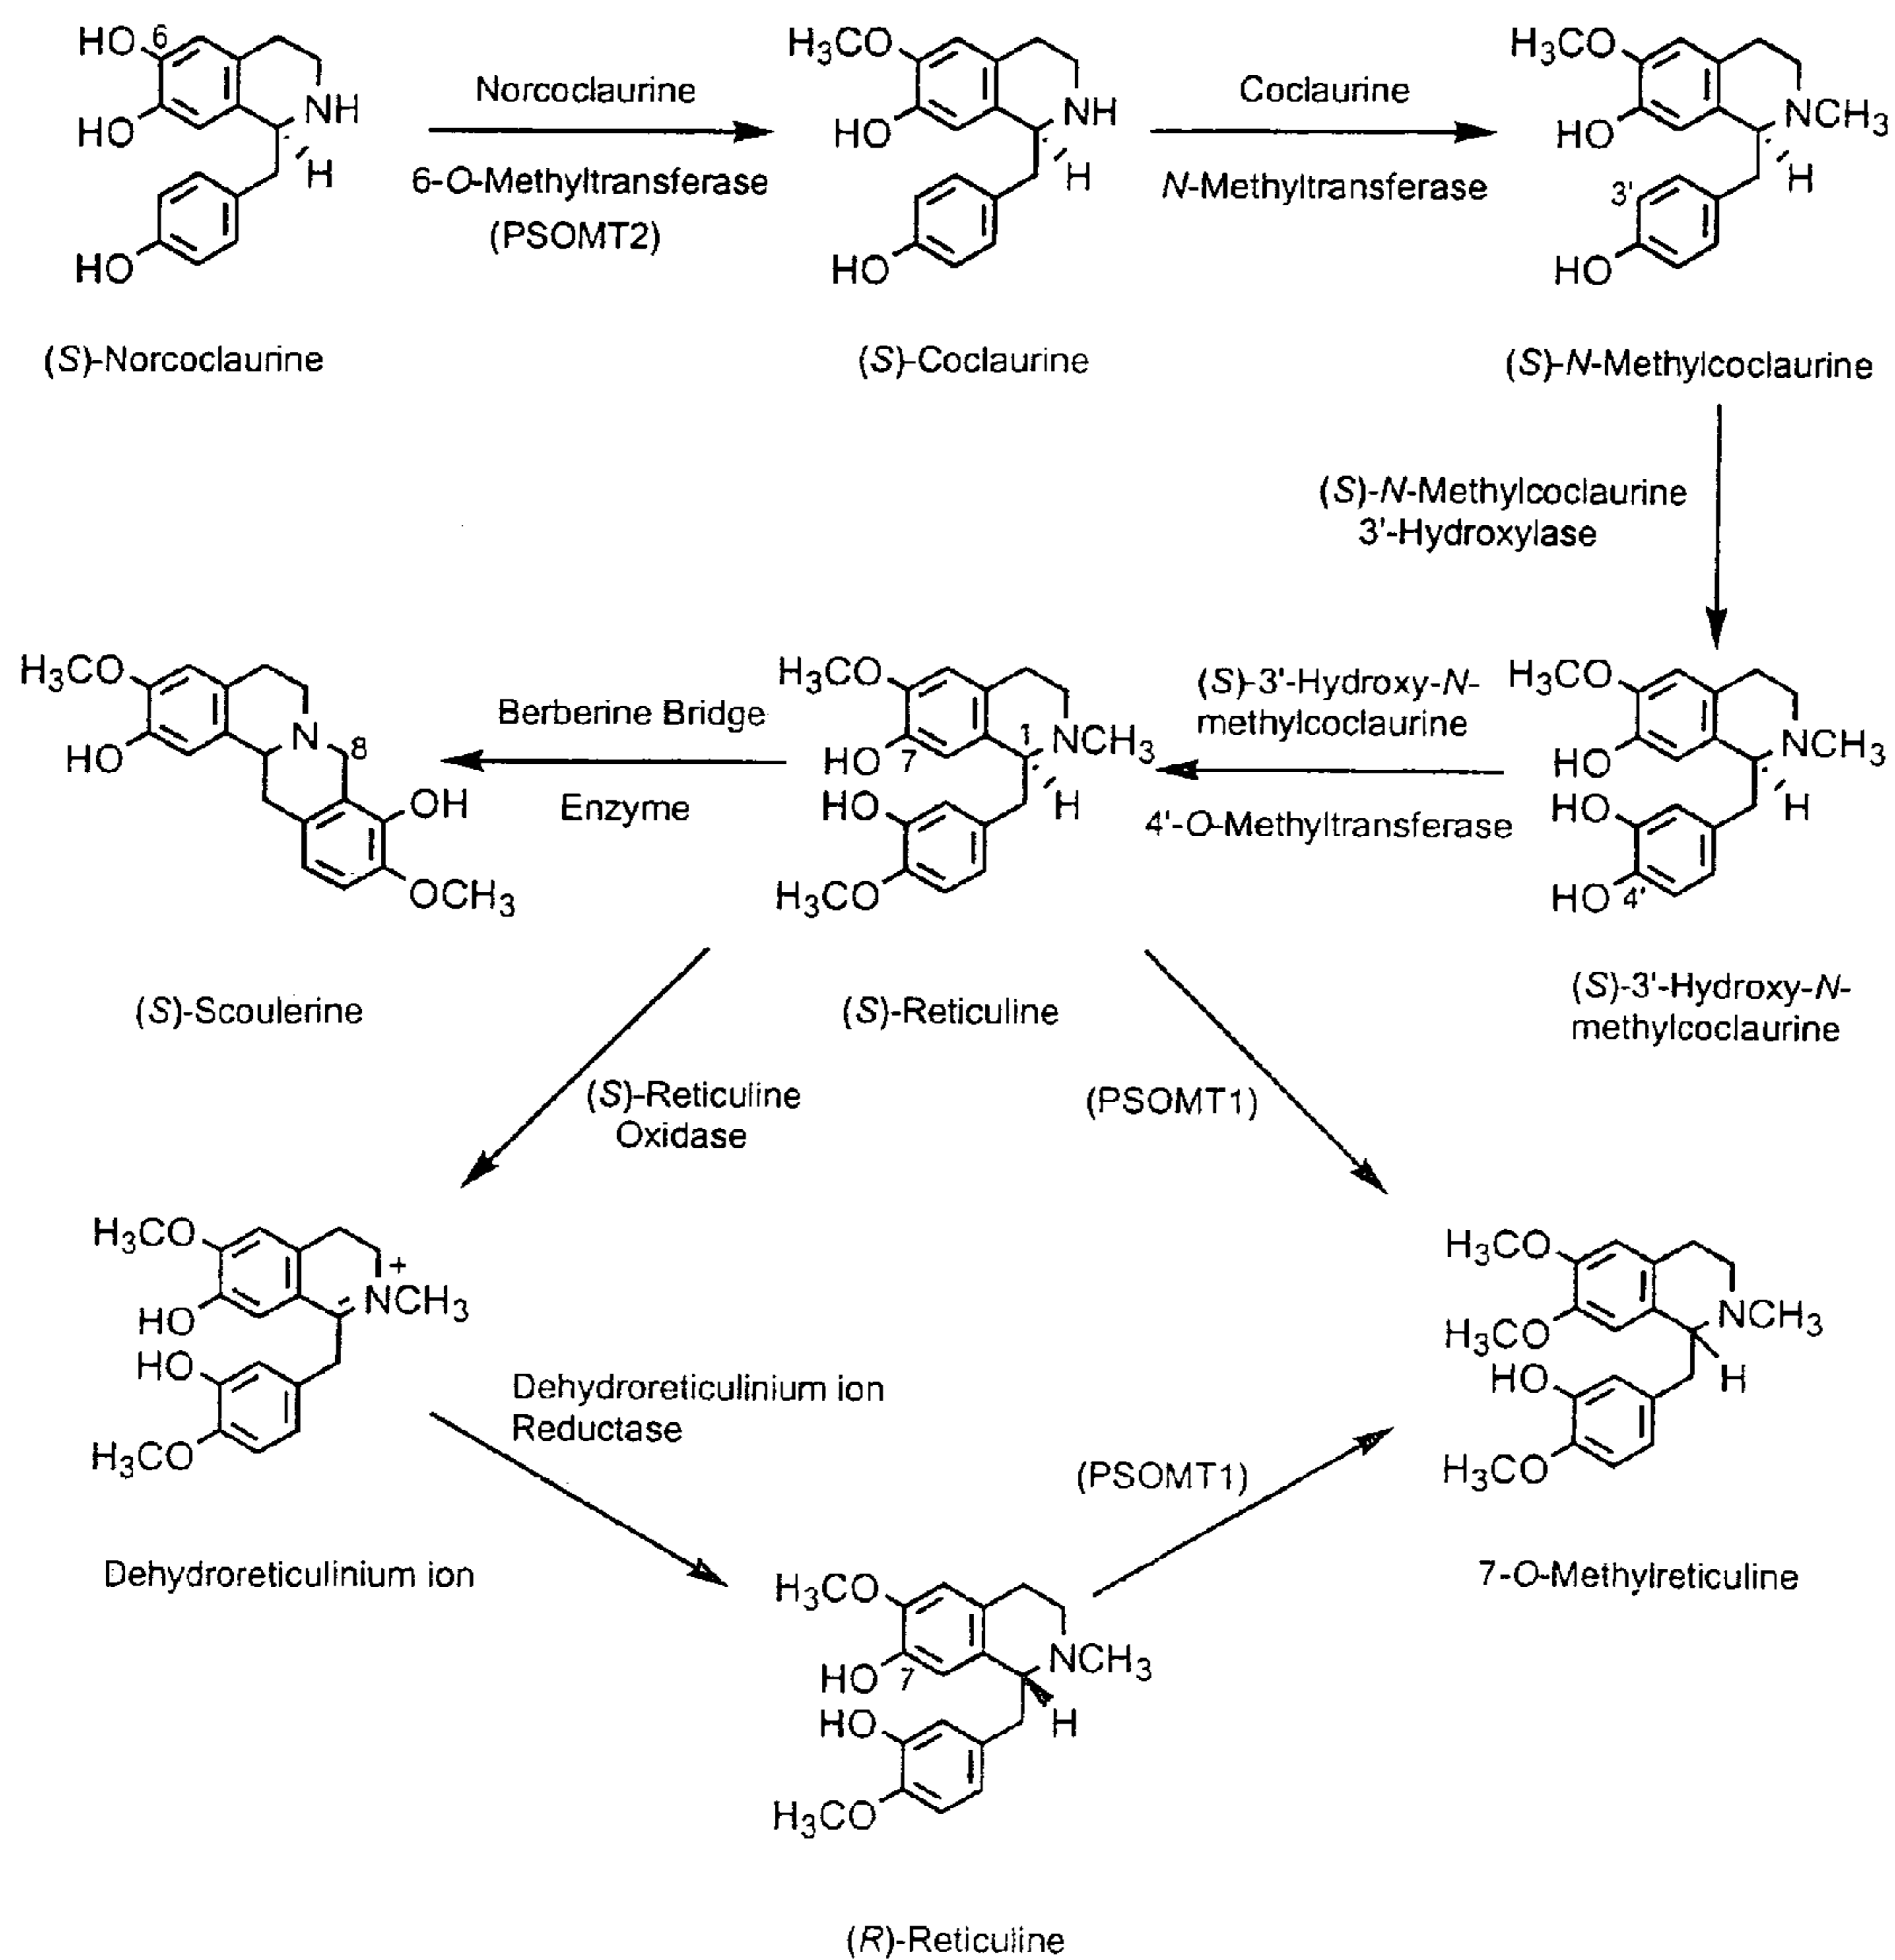 HO
6
HO
NH
H
HO
Norcoclaurine
6-O-Methyltransferase
(PSOMT2)
H3CO
HO
NH
H
HO
Coclaurine
N-Methyltransferase
H3CO
HO
NCH3
H
3'
HO
(S)-Norcoclaurine
(S)-Coclaurine
(S)-N-Methylcoclaurine
(S)-N-Methylcoclaurine
3'-Hydroxylase
H3CO
HO
N
8
OH
OCH3
Berberine Bridge
Enzyme
H3CO
HO
7
1
NCH3
H
HO
H3CO
(S)-3'-Hydroxy-N-
methylcoclaurine
4'-O-Methyltransferase
H3CO
HO
NCH3
H
HO
HO
4'
(S)-Scoulerine
(S)-Reticuline
(S)-3'-Hydroxy-N-
methylcoclaurine
(S)-Reticuline
Oxidase
(PSOMT1)
H3CO
HO
+
NCH3
HO
H3CO
H3CO
H3CO
NCH3
H
HO
H3CO
Dehydroreticulinium ion
Reductase
(PSOMT1)
Dehydroreticulinium ion
7-O-Methylreticuline
H3CO
HO
7
NCH3
H
HO
H3CO
(R)-Reticuline